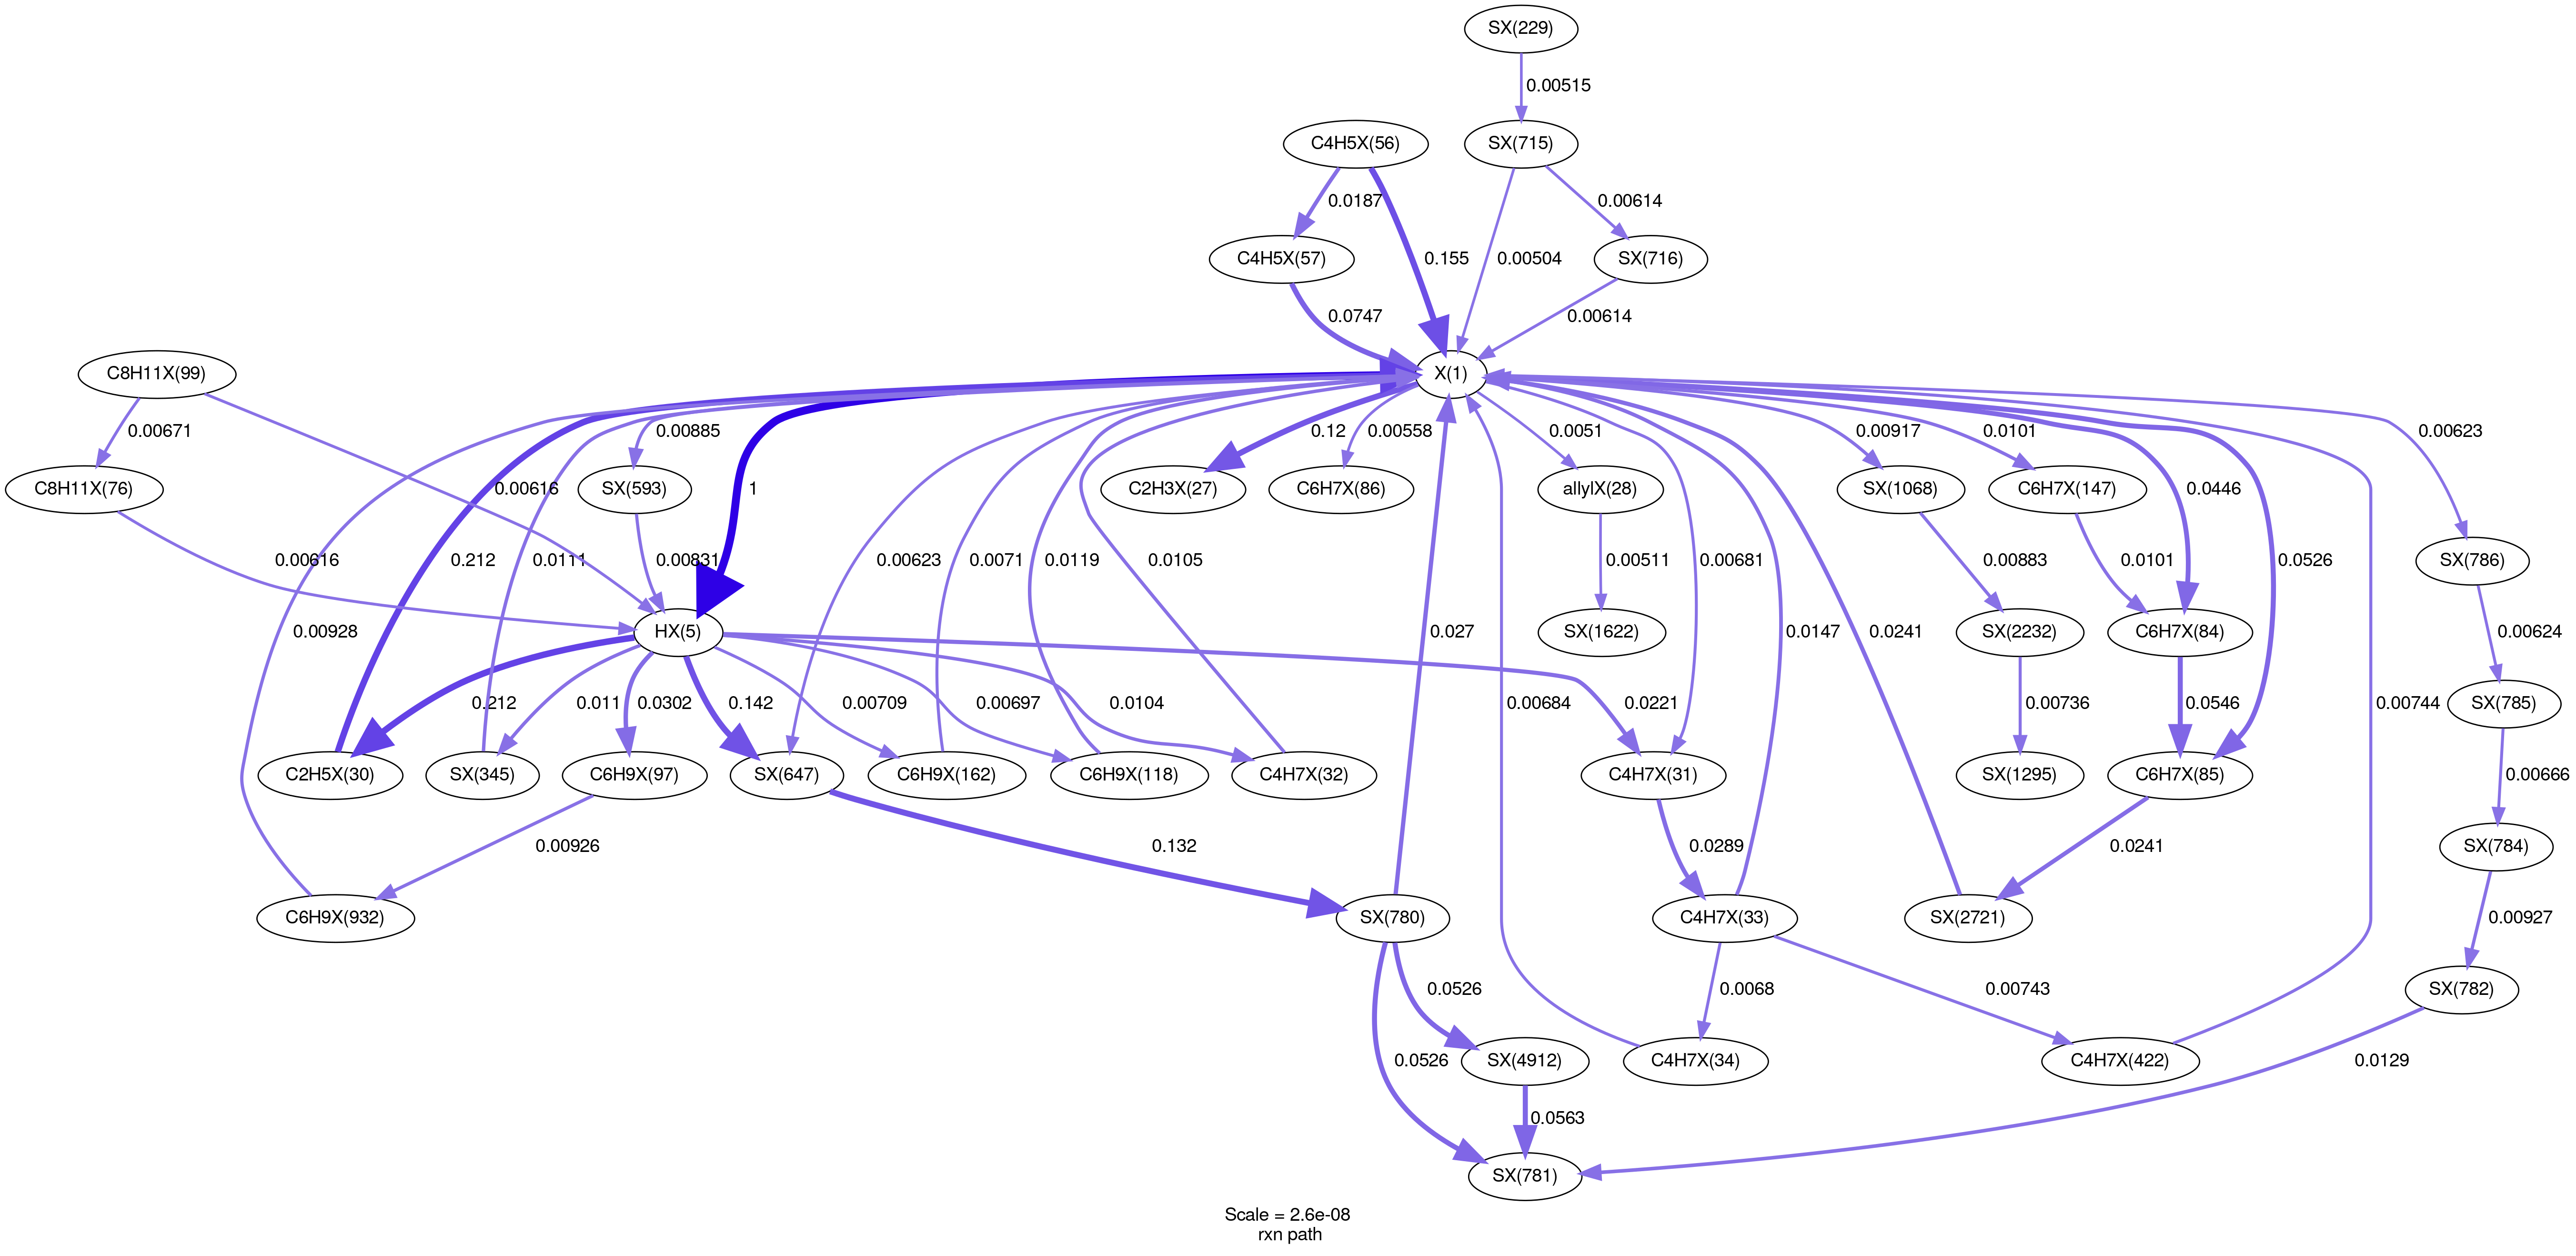 SX(229)
0.00515
C4H5X(56)
SX(715)
0.0187
0.00614
C4H5X(57)
0.155
0.00504
SX(716)
0.0747
0.00614
C8H11X(99)
X(1)
0.00671
0.00885
0.12
0.00558
0.0051
0.00917
0.0101
0.00623
C8H11X(76)
0.00616
SX(593)
1
C2H3X(27)
C6H7X(86)
allylX(28)
SX(1068)
C6H7X(147)
0.0446
0.00616
0.212
0.0111
0.00831
0.00623
0.0071
0.0119
0.0105
0.00511
0.00681
0.00883
0.0101
0.0526
SX(786)
0.00928
HX(5)
0.027
SX(1622)
0.0147
0.0241
SX(2232)
C6H7X(84)
0.00624
0.212
0.011
0.0302
0.142
0.00709
0.00697
0.0104
0.00684
0.0221
0.00736
0.0546
0.00744
SX(785)
C2H5X(30)
SX(345)
C6H9X(97)
SX(647)
C6H9X(162)
C6H9X(118)
C4H7X(32)
C4H7X(31)
SX(1295)
C6H7X(85)
0.00666
0.00926
0.132
0.0289
0.0241
SX(784)
C6H9X(932)
SX(780)
C4H7X(33)
SX(2721)
0.00927
0.0526
0.0068
0.00743
SX(782)
0.0526
SX(4912)
C4H7X(34)
C4H7X(422)
0.0129
0.0563
SX(781)
Scale = 2.6e-08
rxn path